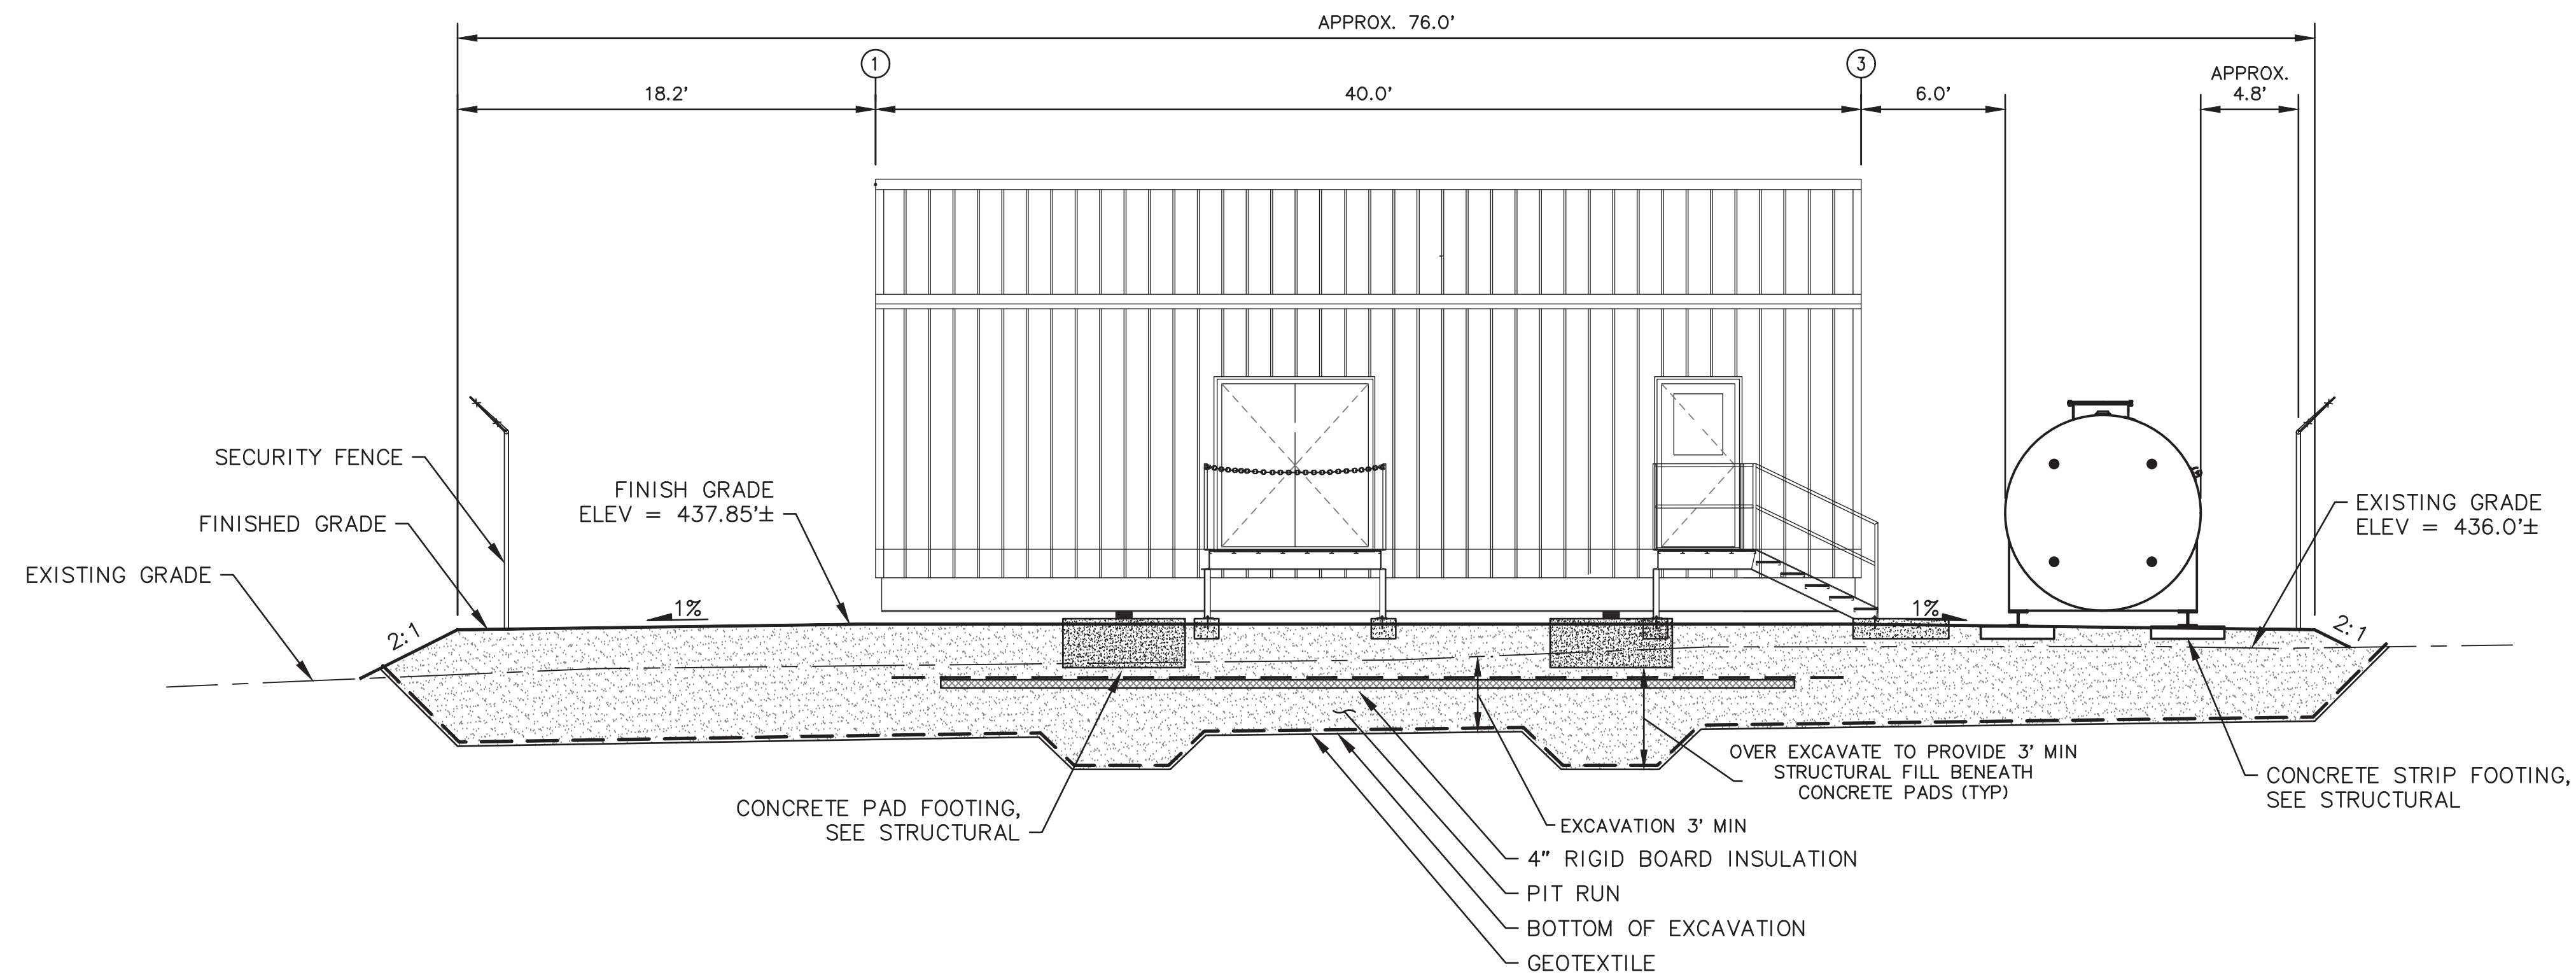 APPROX. 76.0'
1
3
18.2'
40.0'
6.0'
APPROX.
4.8'
SECURITY FENCE
FINISHED GRADE
EXISTING GRADE
FINISH GRADE
ELEV = 437.85'±
EXISTING GRADE
ELEV = 436.0'±
2:1
1%
1%
2:1
OVER EXCAVATE TO PROVIDE 3' MIN
STRUCTURAL FILL BENEATH
CONCRETE PADS (TYP)
CONCRETE STRIP FOOTING,
SEE STRUCTURAL
CONCRETE PAD FOOTING,
SEE STRUCTURAL
EXCAVATION 3' MIN
4" RIGID BOARD INSULATION
PIT RUN
BOTTOM OF EXCAVATION
GEOTEXTILE